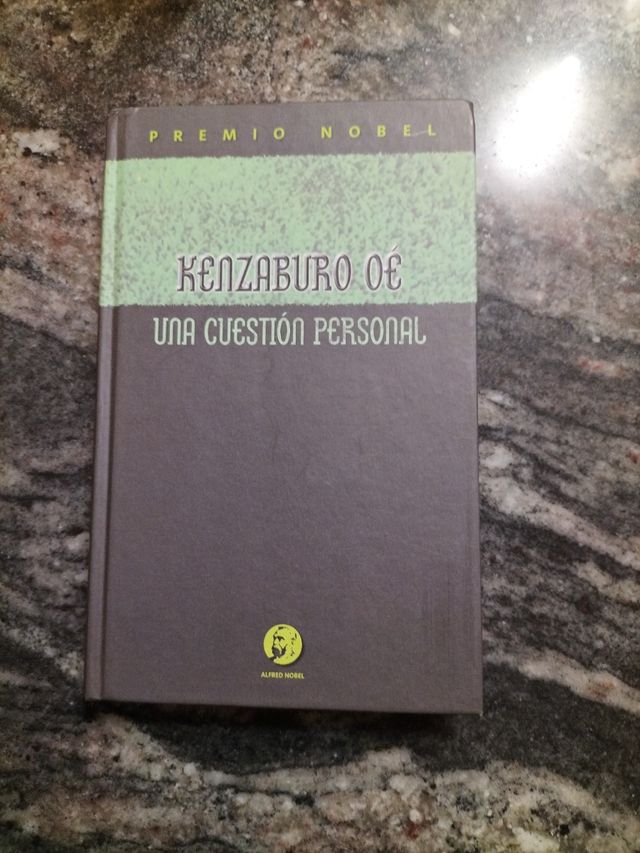 PREMIO NOBEL
KENZABURO OÉ
UNA CUESTIÓN PERSONAL
ALFRED NOBEL